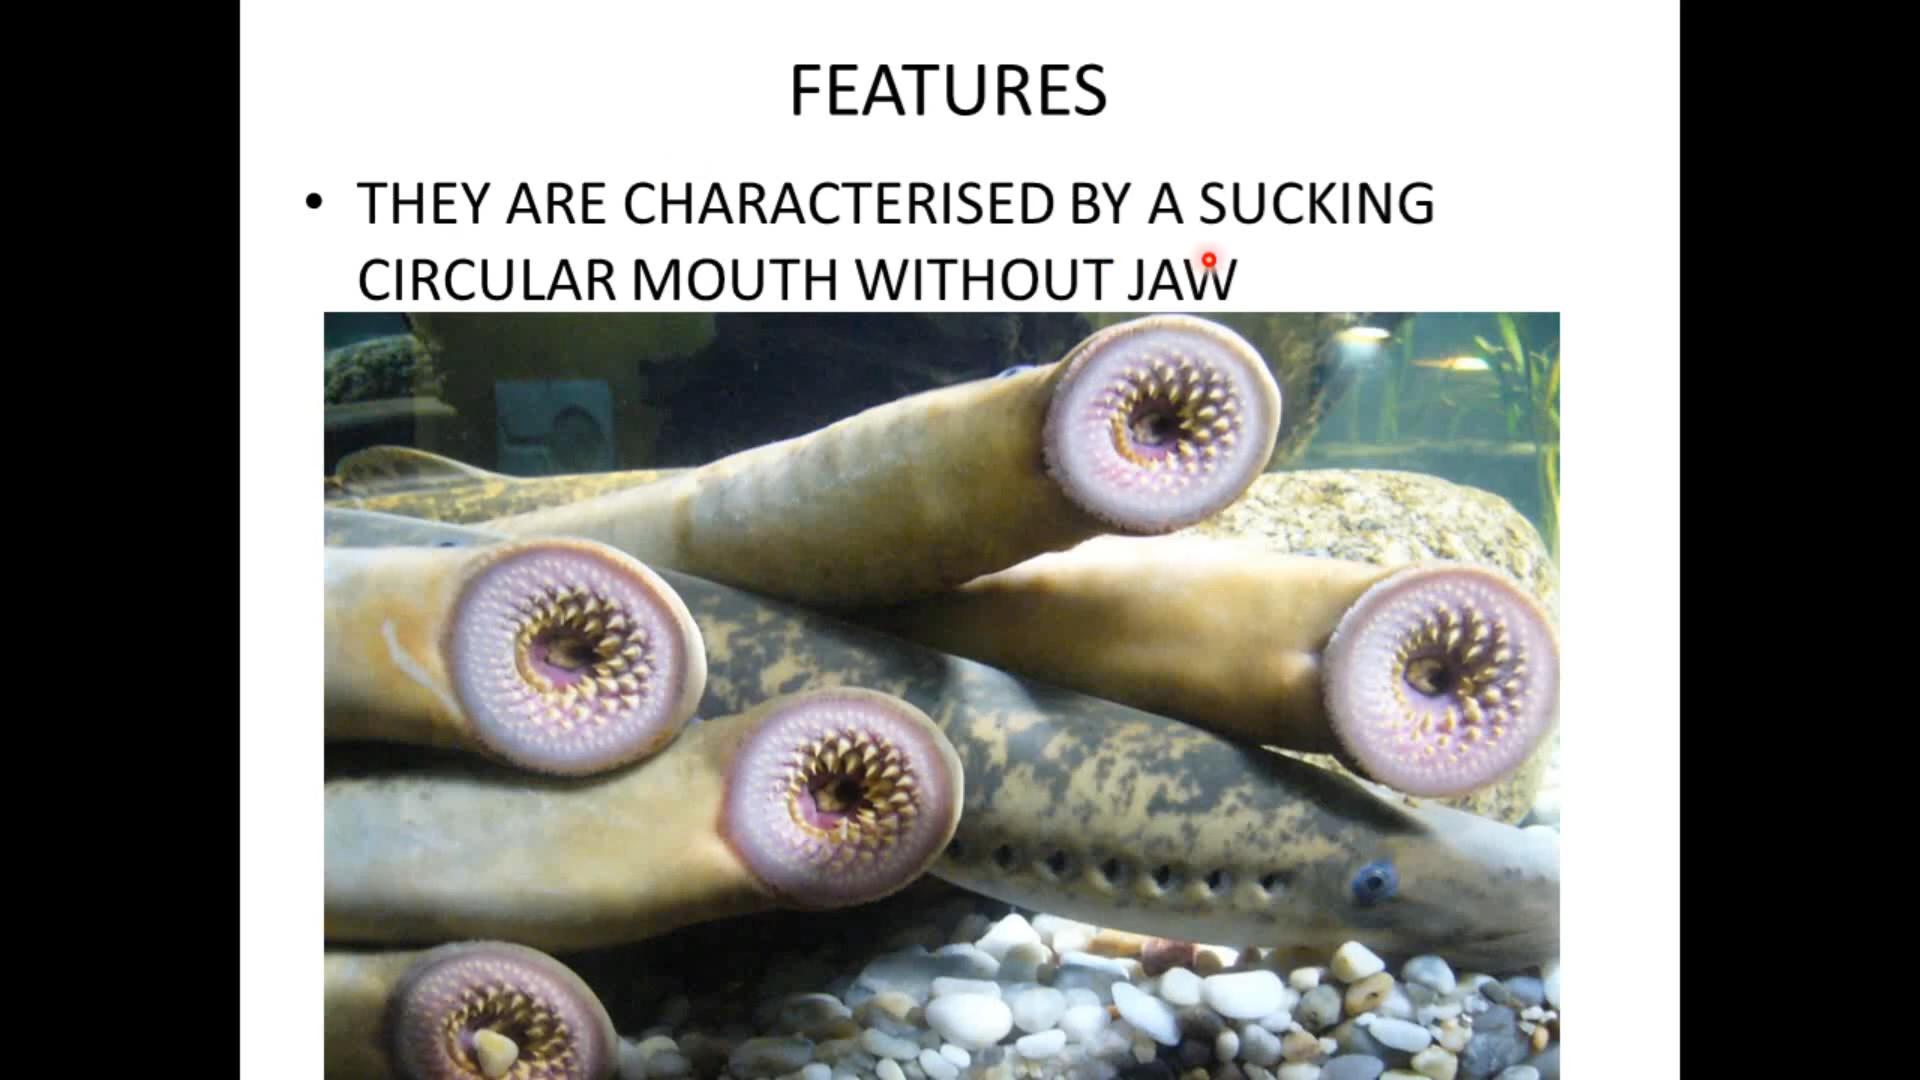 FEATURES
• THEY ARE CHARACTERISED BY A SUCKING
CIRCULAR MOUTH WITHOUT JAW